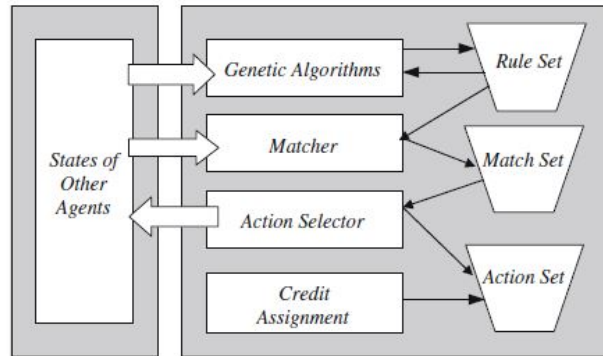 Genetic Algorithms
Rule Set
Matcher
Match Set
States of
Other
Agents
Action Selector
Action Set
Credit
Assignment